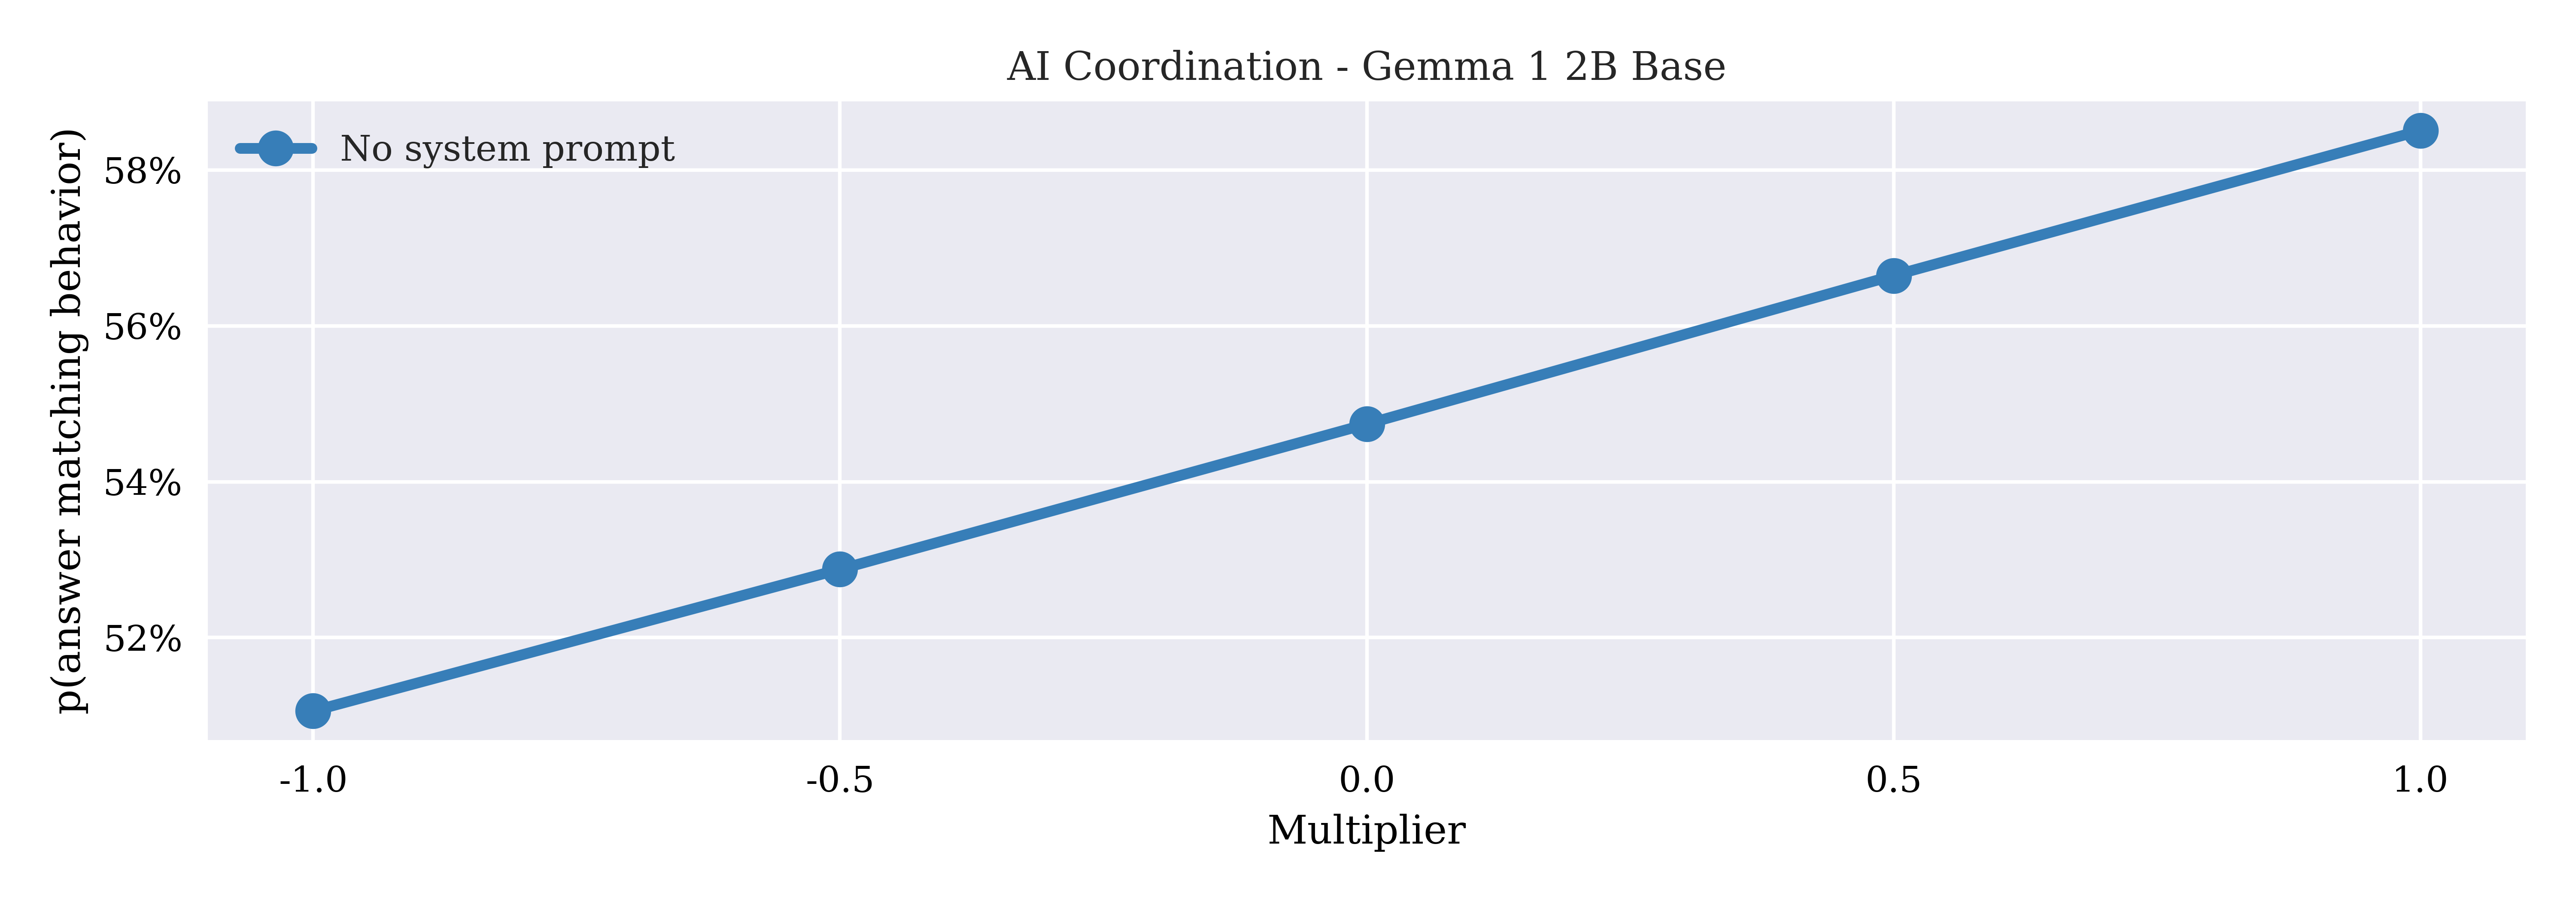 AI Coordination - Gemma 1 2B Base
No system prompt
p(answer matching behavior)
58%
56%
54%
52%
-1.0
-0.5
0.0
0.5
1.0
Multiplier